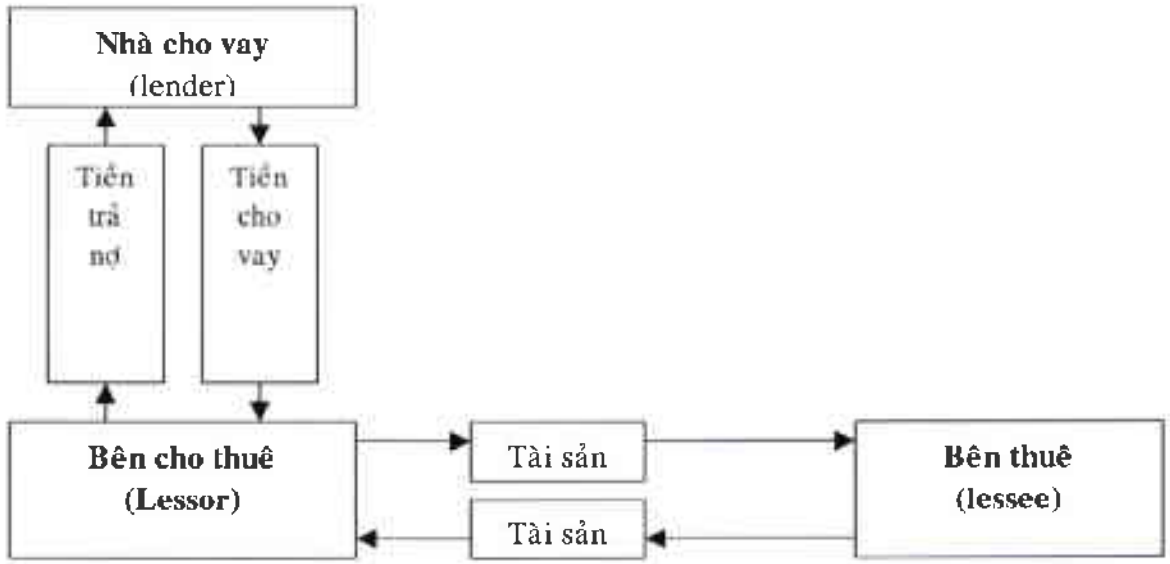 Nhà cho vay
(lender)
Tiền
trả
nợ
Tiền
cho
vay
Bên cho thuê
(Lessor)
Tài sản
Tài sản
Bên thuê
(lessee)